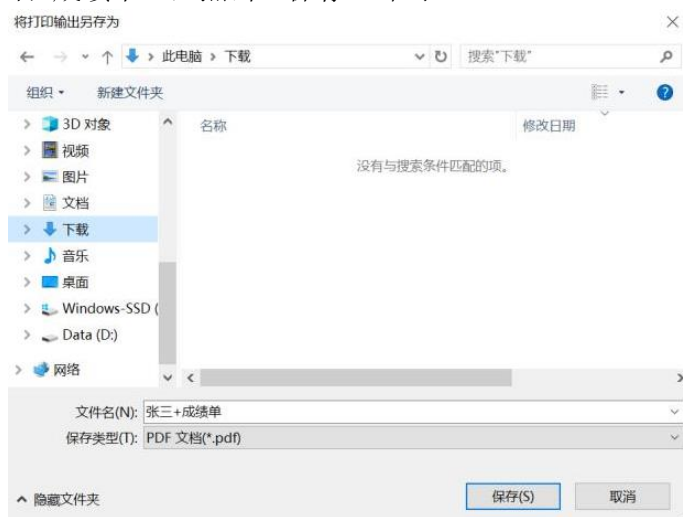 将打印输出另存为
此电脑 › 下载
搜索"下载"
组织
新建文件夹
3D 对象
视频
图片
文档
下载
音乐
桌面
Windows-SSD (
Data (D:)
网络
名称
修改日期
没有与搜索条件匹配的项。
文件名(N): 张三+成绩单
保存类型(T): PDF 文档(*.pdf)
隐藏文件夹
保存(S)
取消